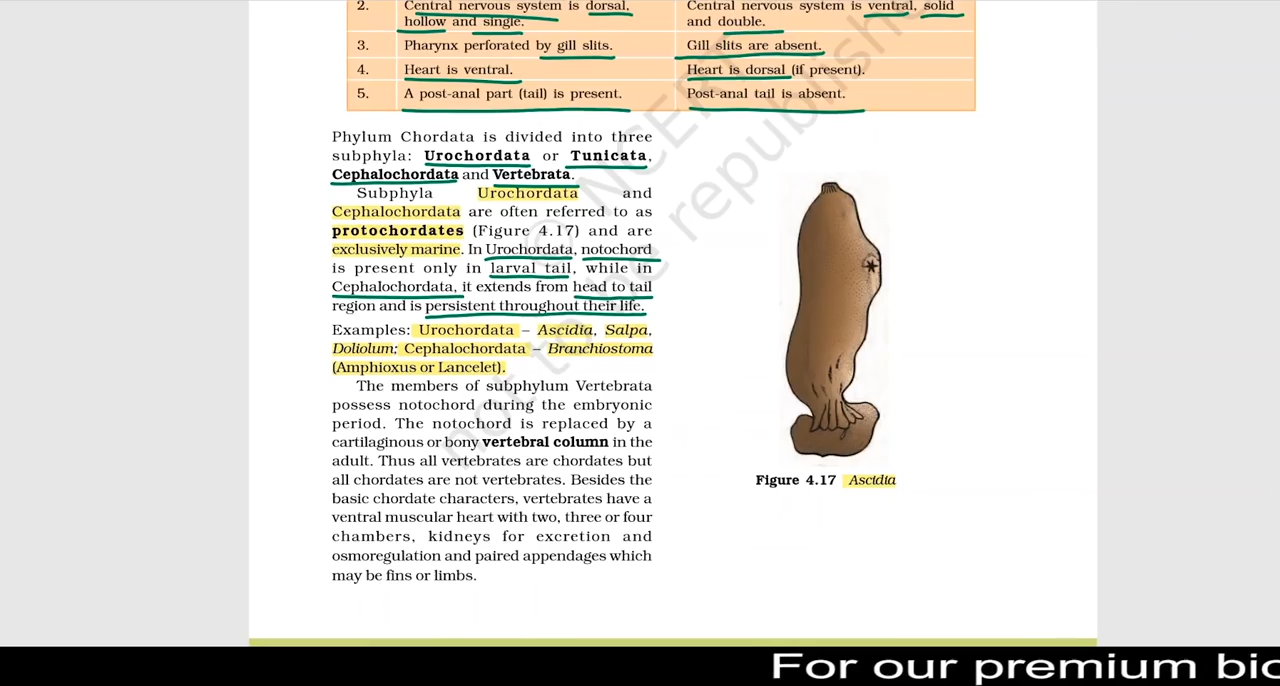 2. Central nervous system is dorsal, Central nervous system is ventral, solid
hollow and single. and double.
3. Pharynx perforated by gill slits. Gill slits are absent.
4. Heart is ventral. Heart is dorsal (if present).
5. A post-anal part (tail) is present. Post-anal tail is absent.
Phylum Chordata is divided into three
subphyla: Urochordata or Tunicata,
Cephalochordata and Vertebrata.
Subphyla Urochordata and
Cephalochordata are often referred to as
protochordates (Figure 4.17) and are
exclusively marine. In Urochordata, notochord
is present only in larval tail, while in
Cephalochordata, it extends from head to tail
region and is persistent throughout their life.
Examples: Urochordata – Ascidia, Salpa,
Doliolum; Cephalochordata – Branchiostoma
(Amphioxus or Lancelet).
The members of subphylum Vertebrata
possess notochord during the embryonic
period. The notochord is replaced by a
cartilaginous or bony vertebral column in the
adult. Thus all vertebrates are chordates but
all chordates are not vertebrates. Besides the
basic chordate characters, vertebrates have a
ventral muscular heart with two, three or four
chambers, kidneys for excretion and
osmoregulation and paired appendages which
may be fins or limbs.
Figure 4.17 Ascidia
© NCERT
not to be republished
For our premium bio